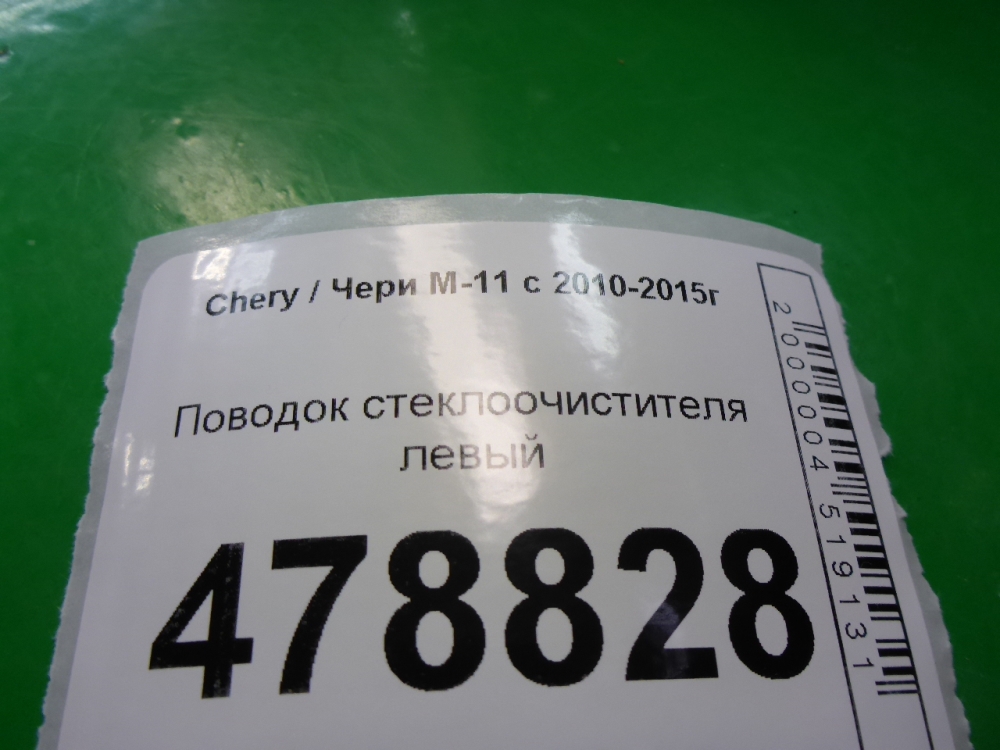 Chery / Чери М-11 с 2010-2015г
Поводок стеклоочистителя
левый
478828
2000004519131